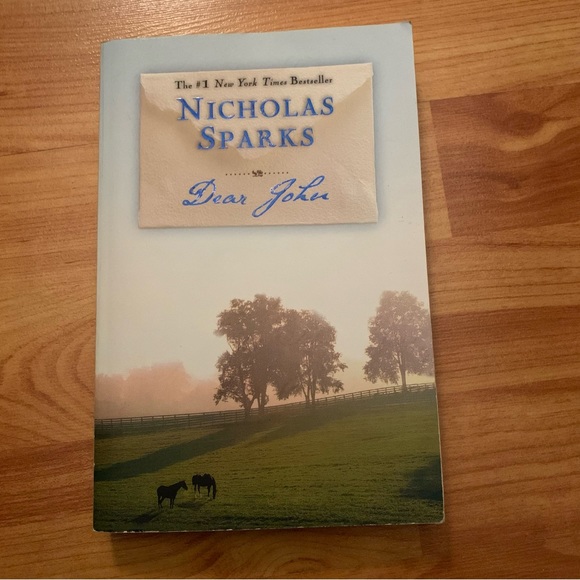 The #1 New York Times Bestseller
NICHOLAS
SPARKS
Dear John